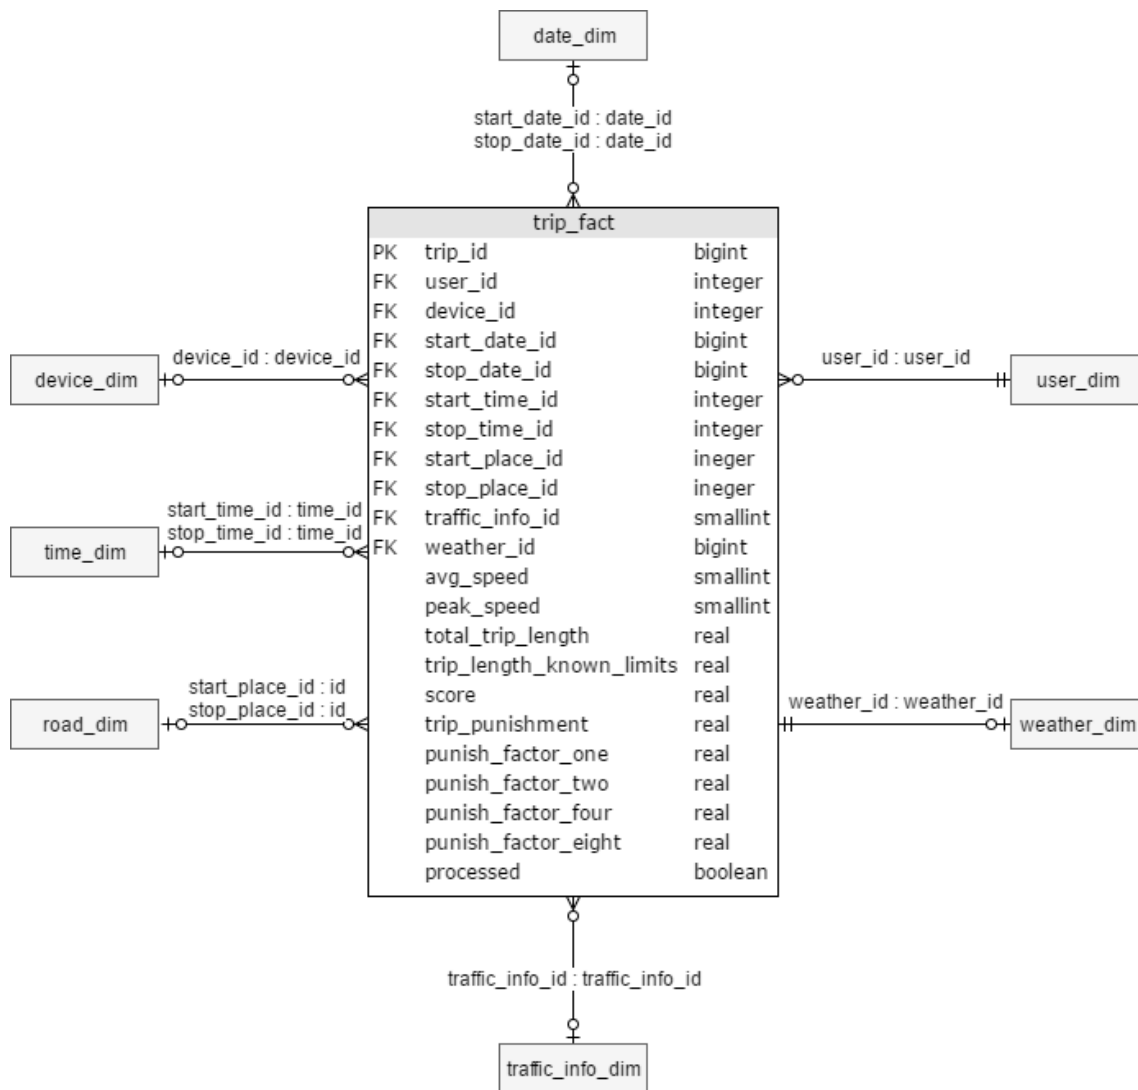 date_dim
start_date_id : date_id
stop_date_id : date_id
trip_fact
PK trip_id bigint
FK user_id integer
FK device_id integer
FK start_date_id bigint
FK stop_date_id bigint
FK start_time_id integer
FK stop_time_id integer
FK start_place_id ineger
FK stop_place_id ineger
FK traffic_info_id smallint
FK weather_id bigint
avg_speed smallint
peak_speed smallint
total_trip_length real
trip_length_known_limits real
score real
trip_punishment real
punish_factor_one real
punish_factor_two real
punish_factor_four real
punish_factor_eight real
processed boolean
device_id : device_id
device_dim
start_time_id : time_id
stop_time_id : time_id
time_dim
start_place_id : id
stop_place_id : id
road_dim
user_id : user_id
user_dim
weather_id : weather_id
weather_dim
traffic_info_id : traffic_info_id
traffic_info_dim